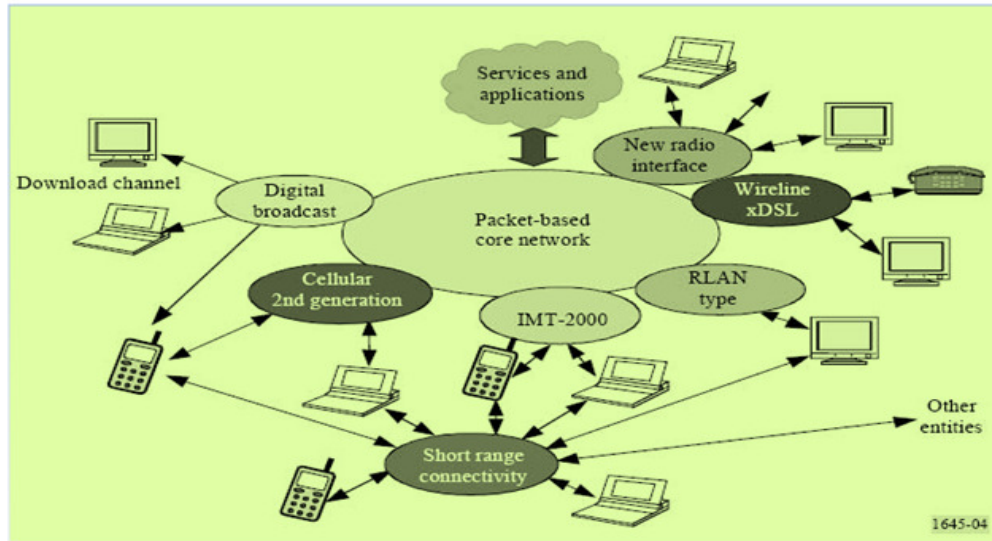 Services and
applications
New radio
interface
Download channel
Digital
broadcast
Wireline
xDSL
Packet-based
core network
Cellular
2nd generation
RLAN
type
IMT-2000
Other
entities
Short range
connectivity
1645-04